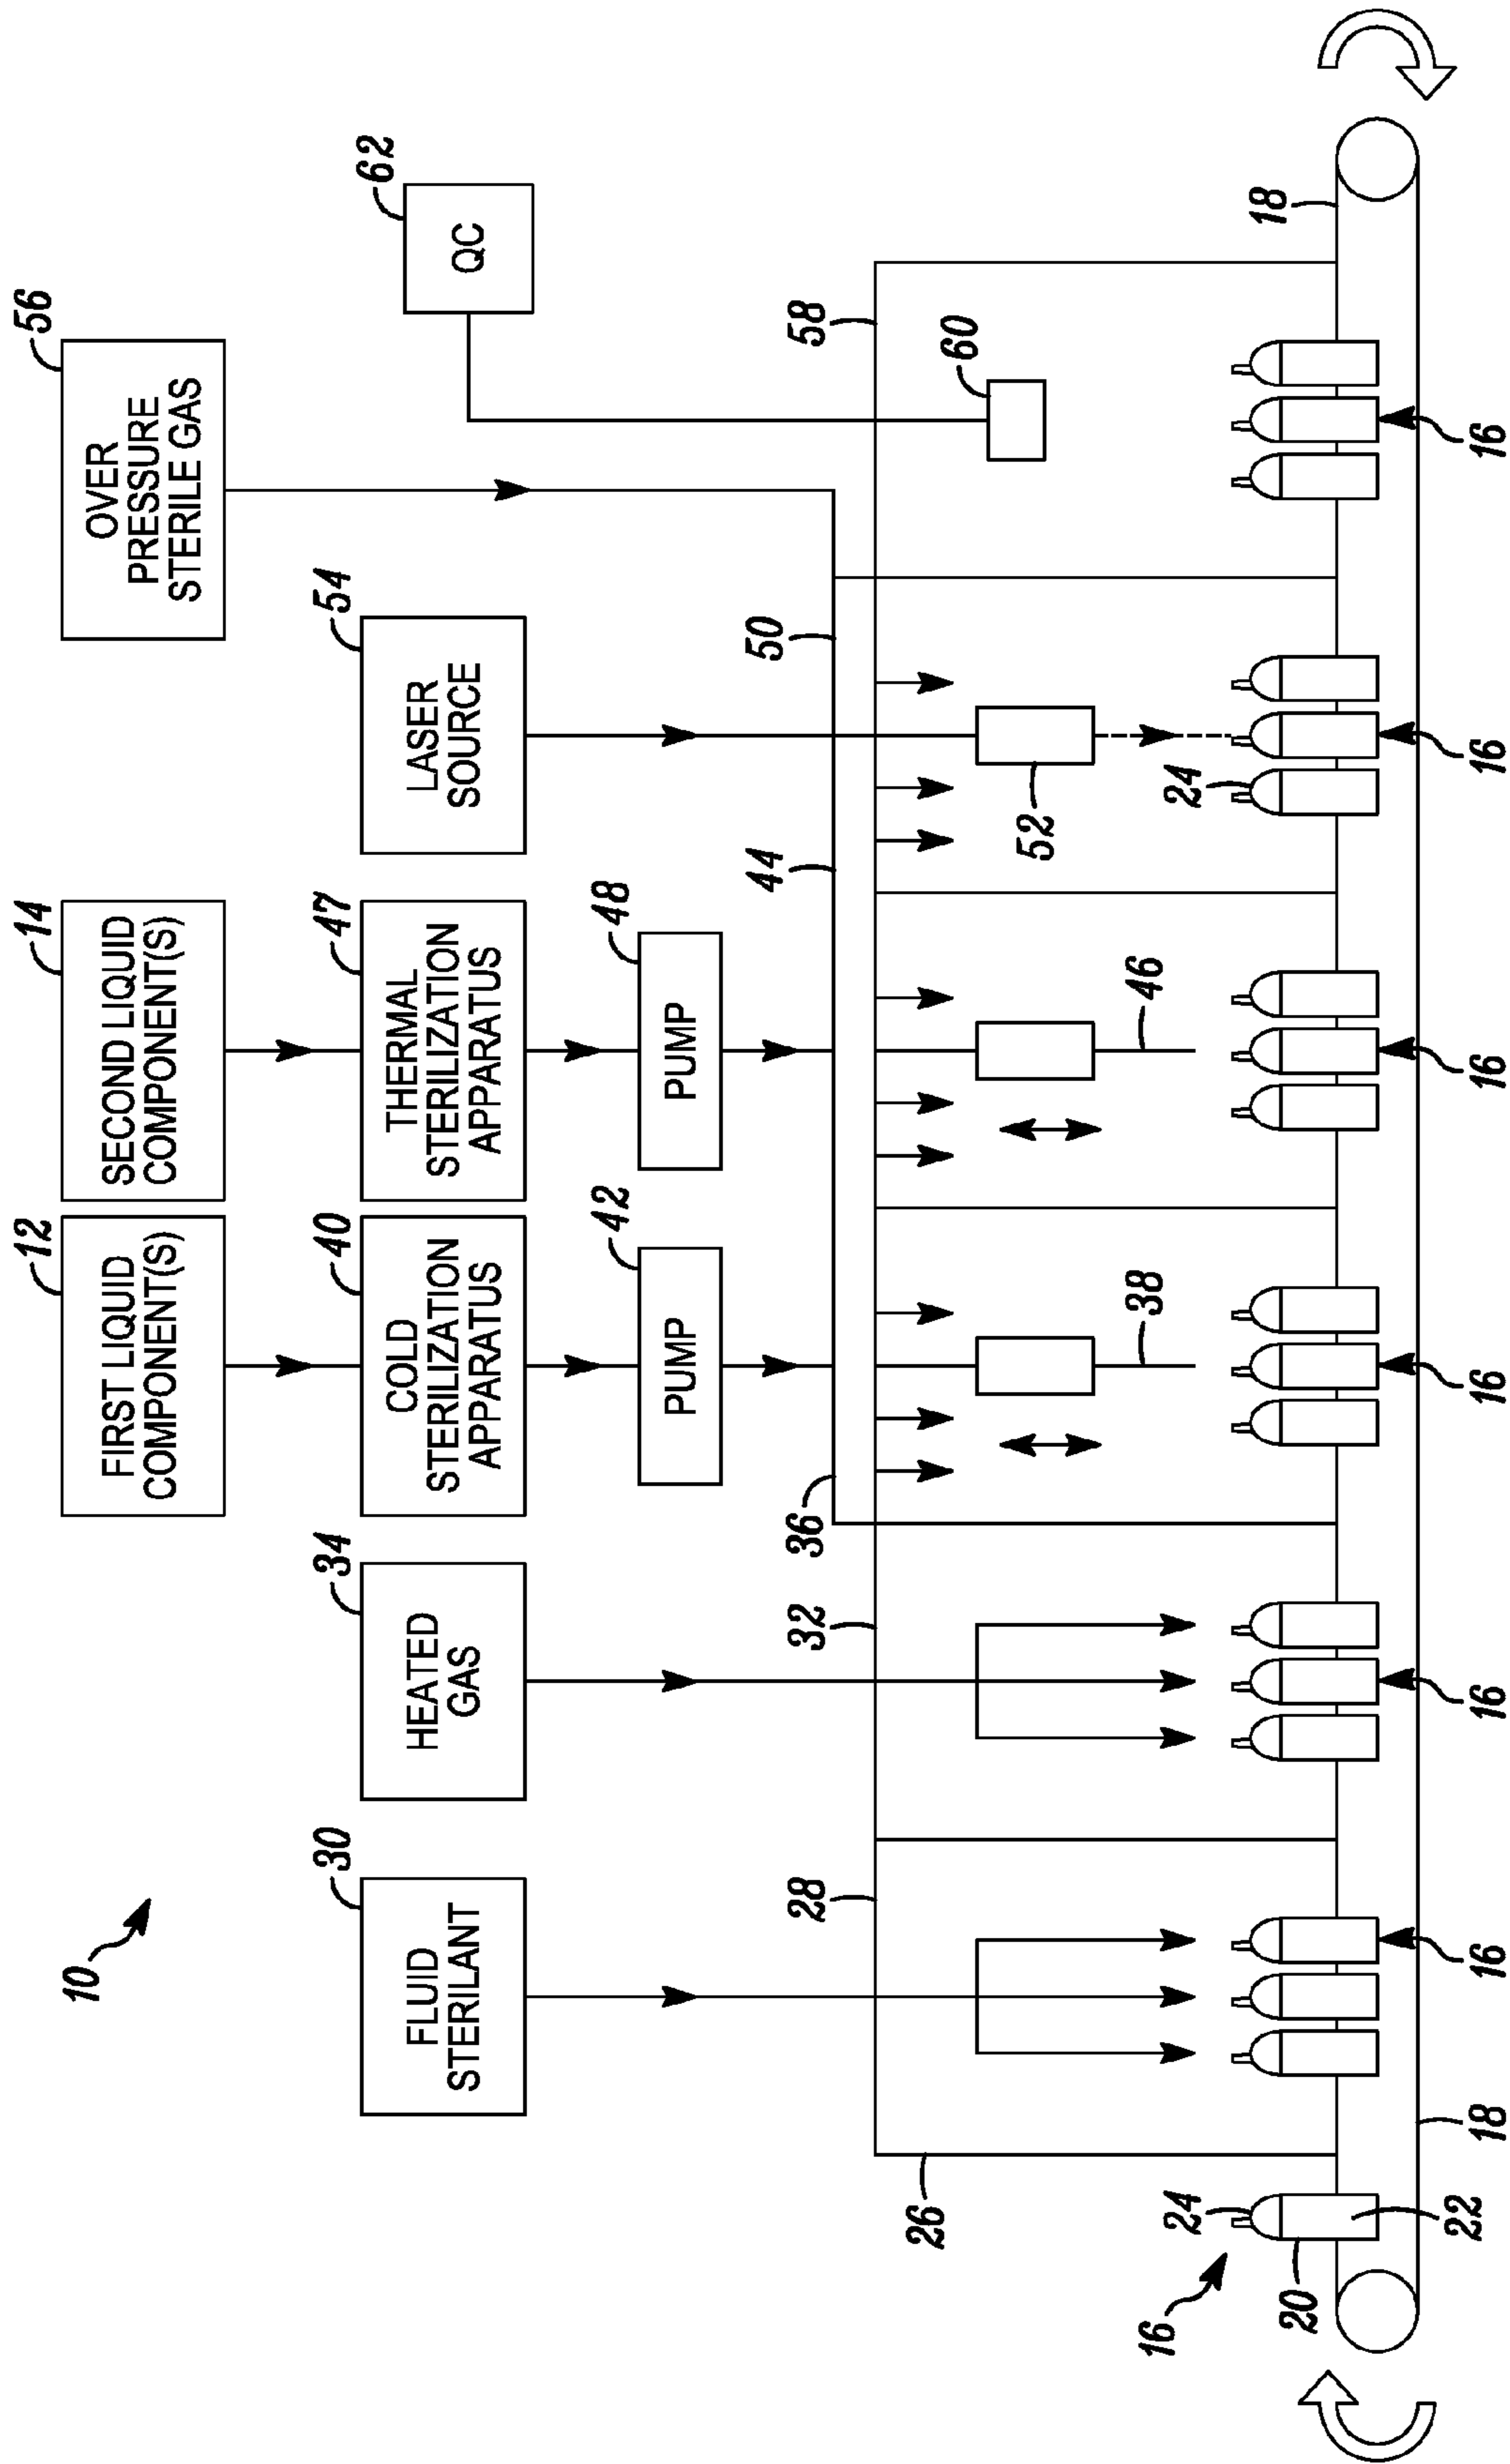 10
12
FIRST LIQUID
COMPONENT(S)
14
SECOND LIQUID
COMPONENT(S)
56
OVER
PRESSURE
STERILE GAS
30
FLUID
STERILANT
34
HEATED
GAS
40
COLD
STERILIZATION
APPARATUS
47
THERMAL
STERILIZATION
APPARATUS
54
LASER
SOURCE
62
QC
42
PUMP
48
PUMP
28
32
36
44
50
58
26
38
46
52
60
16
24
24
18
20
22
18
16
16
16
16
16
16